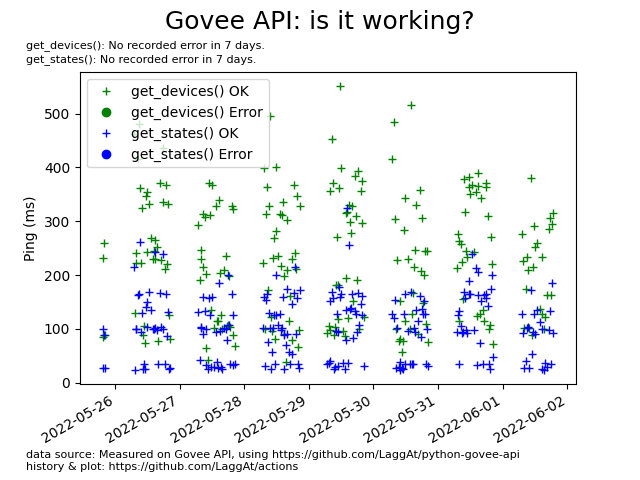 Govee API: is it working?
get_devices(): No recorded error in 7 days.
get_states(): No recorded error in 7 days.
get_devices() OK
get_devices() Error
get_states() OK
get_states() Error
500
400
300
200
100
0
Ping (ms)
2022-05-26
2022-05-27
2022-05-28
2022-05-29
2022-05-30
2022-05-31
2022-06-01
2022-06-02
data source: Measured on Govee API, using https://github.com/LaggAt/python-govee-api
history & plot: https://github.com/LaggAt/actions